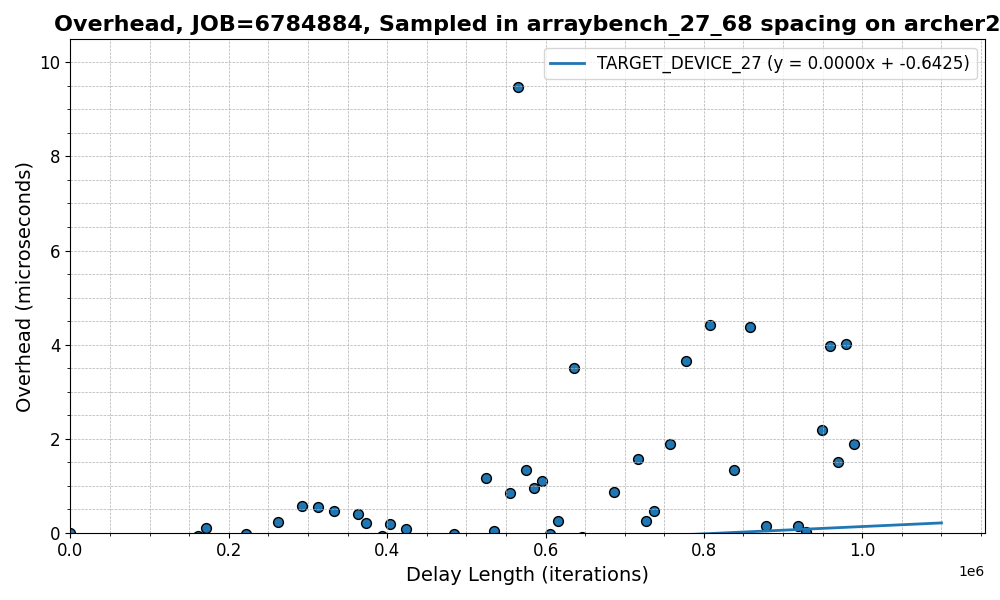 Overhead, JOB=6784884, Sampled in arraybench_27_68 spacing on archer2
TARGET_DEVICE_27 (y = 0.0000x + -0.6425)
Overhead (microseconds)
10
8
6
4
2
0
0.0 0.2 0.4 0.6 0.8 1.0
1e6
Delay Length (iterations)